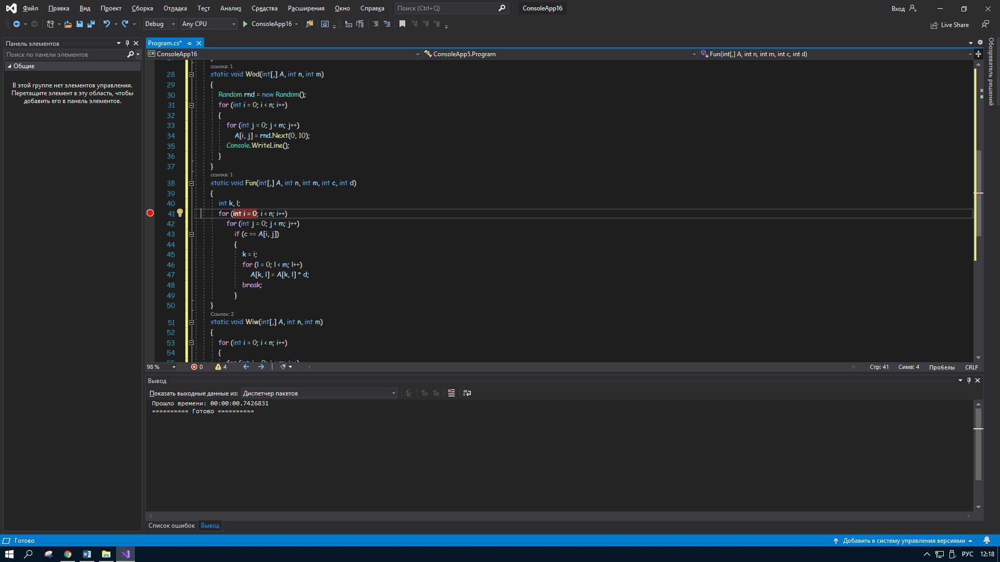 Файл Правка Вид Проект Сборка Отладка Тест Анализ Средства Расширения Окно Справка Поиск (Ctrl+Q) ConsoleApp16 Вход
Debug Any CPU ConsoleApp16 Live Share
Панель элементов
Поиск по панели элементов
Общие
В этой группе нет элементов управления.
Перетащите элемент в эту область, чтобы
добавить его в панель элементов.
Program.cs*
ConsoleApp16 ConsoleApp5.Program Fun(int[,] A, int n, int m, int c, int d)
ссылка: 1
28 static void Wod(int[,] A, int n, int m)
29 {
30 Random rnd = new Random();
31 for (int i = 0; i < n; i++)
32 {
33 for (int j = 0; j < m; j++)
34 A[i, j] = rnd.Next(0, 10);
35 Console.WriteLine();
36 }
37 }
ссылка: 1
38 static void Fun(int[,] A, int n, int m, int c, int d)
39 {
40 int k, l;
41 for (int i = 0; i < n; i++)
42 for (int j = 0; j < m; j++)
43 if (c == A[i, j])
44 {
45 k = i;
46 for (l = 0; l < m; l++)
47 A[k, l] = A[k, l] * d;
48 break;
49 }
50 }
Ссылок: 2
51 static void Wiw(int[,] A, int n, int m)
52 {
53 for (int i = 0; i < n; i++)
54 {
98 % 0 4 Стр: 41 Симв: 4 Пробелы CRLF
Вывод
Показать выходные данные из: Диспетчер пакетов
Прошло времени: 00:00:00.7426831
========== Готово ==========
Список ошибок Вывод
Обозреватель решений
Готово Добавить в систему управления версиями
РУС 12:18